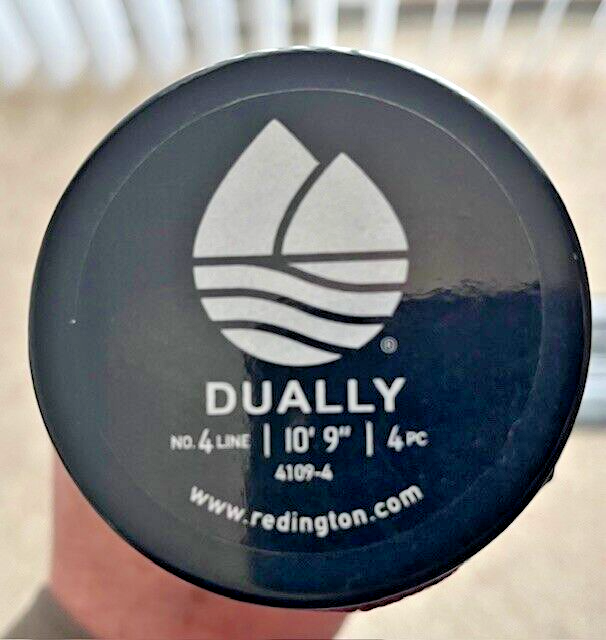 ®
DUALLY
NO. 4 LINE | 10' 9" | 4 PC
4109-4
www.redington.com